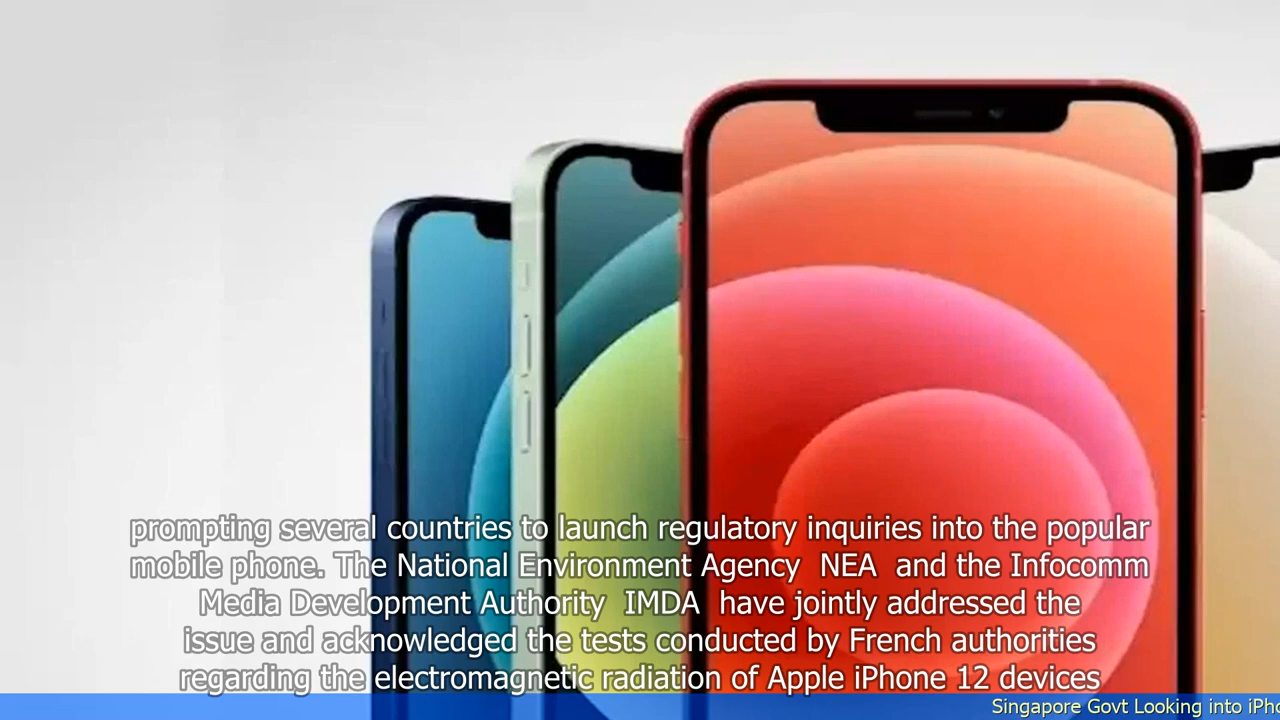 prompting several countries to launch regulatory inquiries into the popular
mobile phone. The National Environment Agency  NEA  and the Infocomm
Media Development Authority  IMDA  have jointly addressed the
issue and acknowledged the tests conducted by French authorities
regarding the electromagnetic radiation of Apple iPhone 12 devices
Singapore Govt Looking into iPho